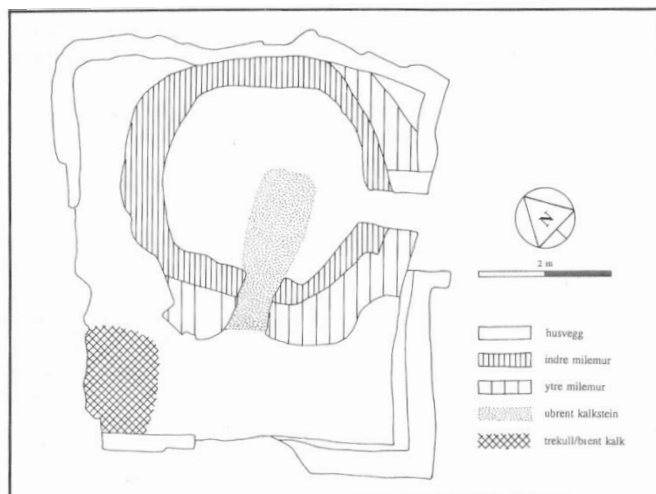 N
2 m
husvegg
indre milemur
ytre milemur
ubrent kalkstein
trekull/brent kalk